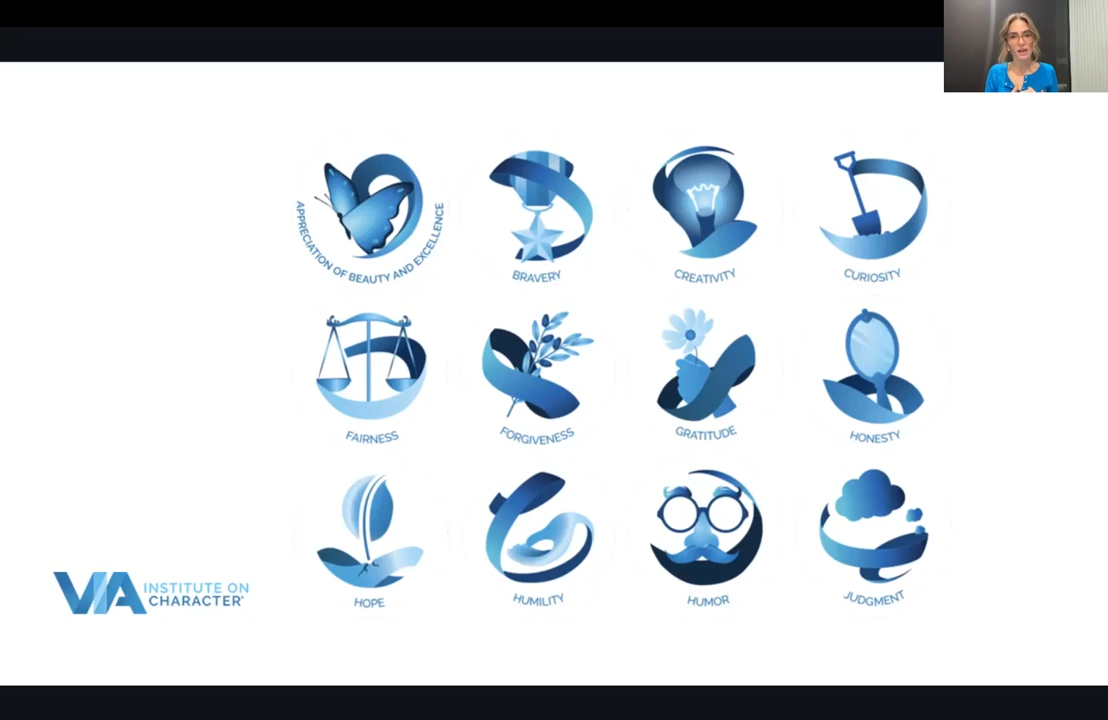 APPRECIATION OF BEAUTY AND EXCELLENCE
BRAVERY
CREATIVITY
CURIOSITY
FAIRNESS
FORGIVENESS
GRATITUDE
HONESTY
HOPE
HUMILITY
HUMOR
JUDGMENT
VIA INSTITUTE ON
CHARACTER®